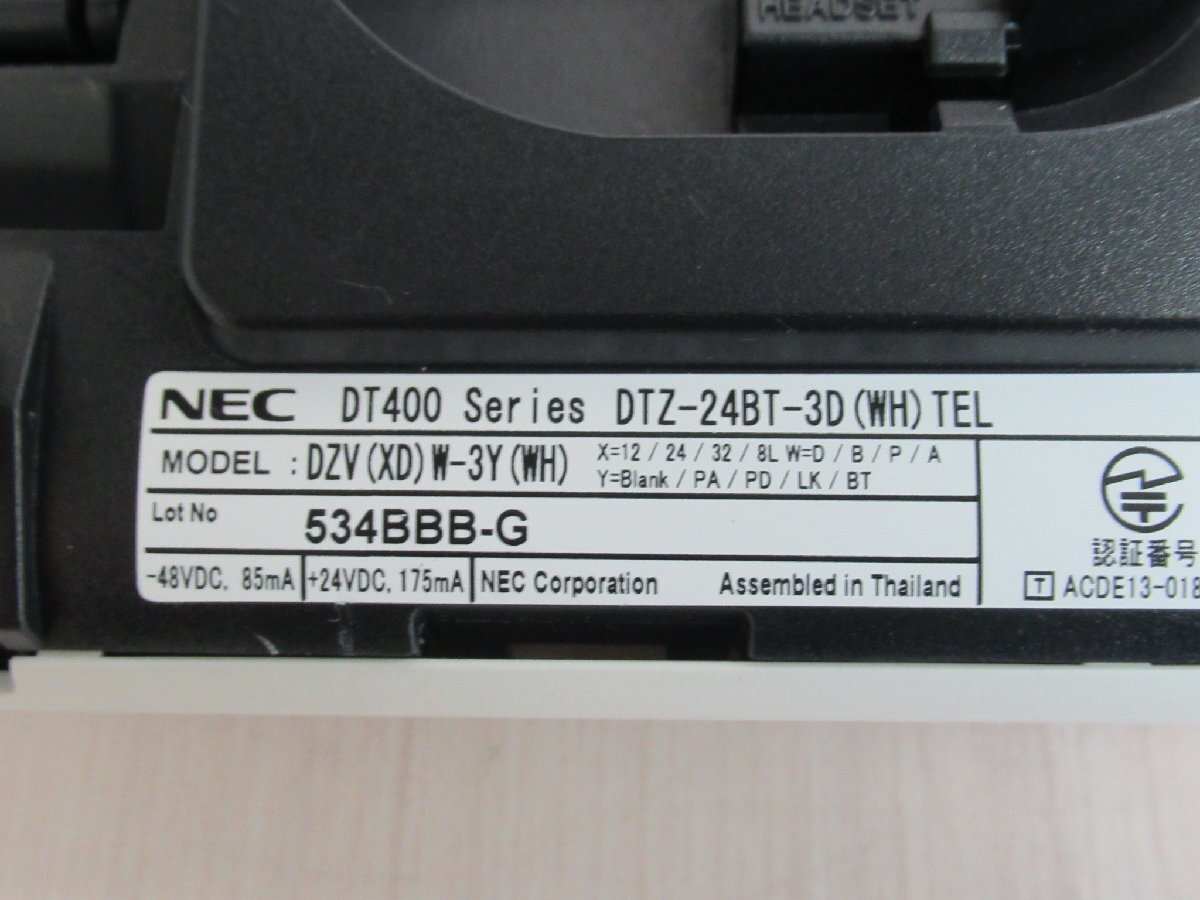 HEADSET
NEC DT400 Series DTZ-24BT-3D(WH)TEL
MODEL : DZV(XD)W-3Y(WH) X=12 / 24 / 32 / 8L W=D / B / P / A
Y=Blank / PA / PD / LK / BT
Lot No 534BBB-G
-48VDC, 85mA +24VDC, 175mA NEC Corporation Assembled in Thailand
認証番号
T ACDE13-018